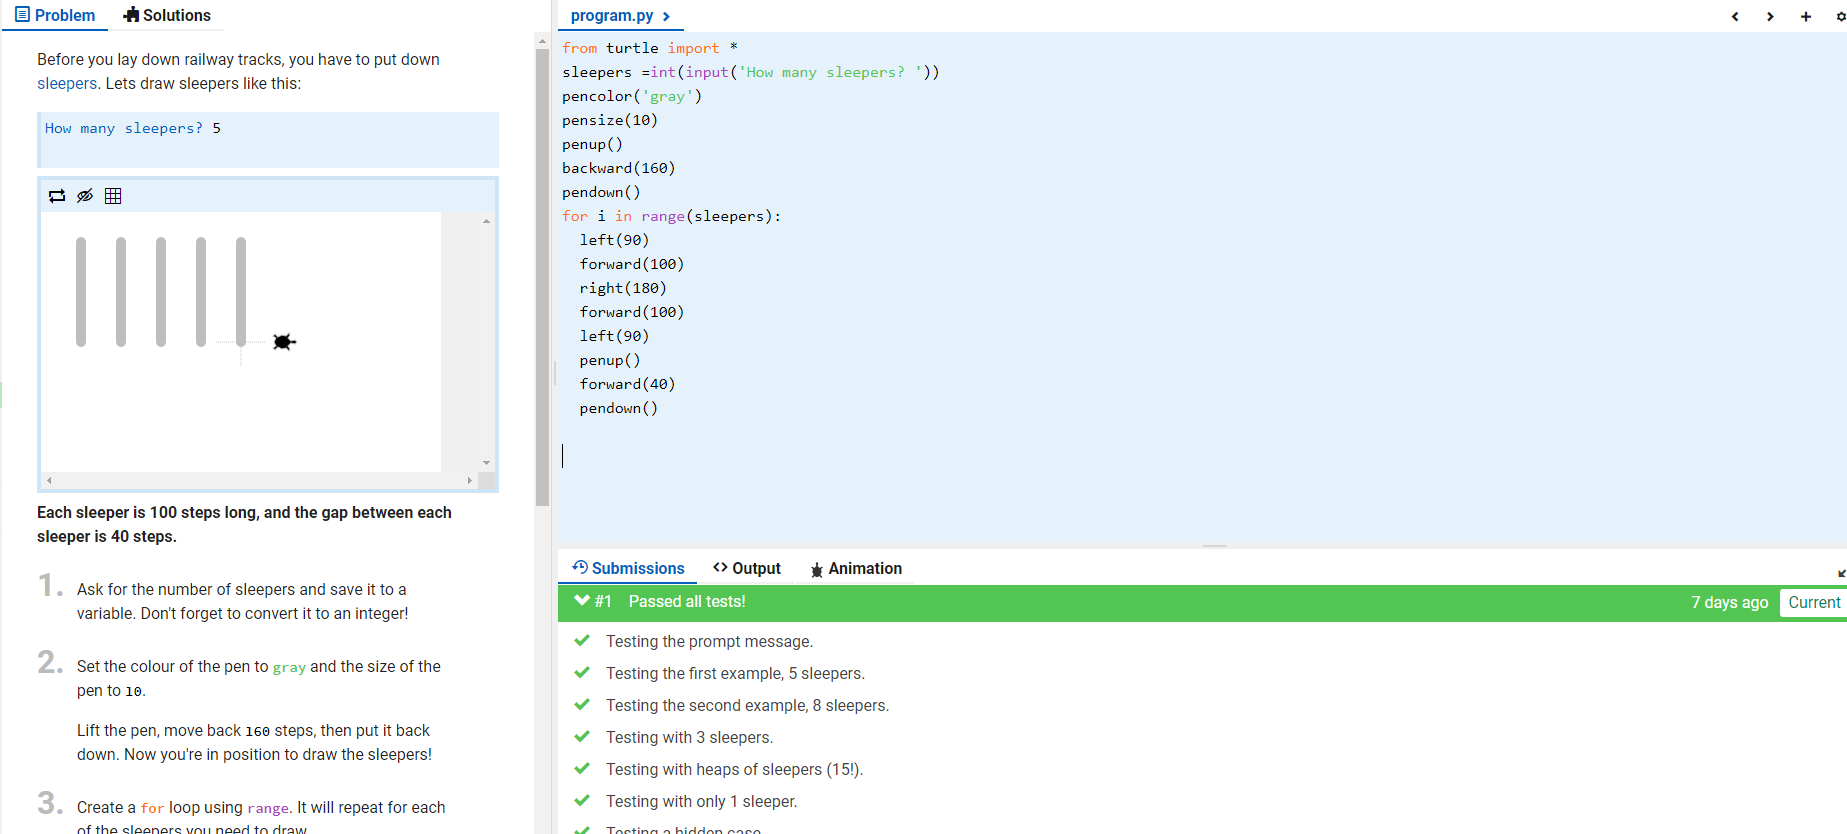 Problem
Solutions
Before you lay down railway tracks, you have to put down
sleepers. Lets draw sleepers like this:
How many sleepers? 5
Each sleeper is 100 steps long, and the gap between each
sleeper is 40 steps.
1. Ask for the number of sleepers and save it to a
variable. Don't forget to convert it to an integer!
2. Set the colour of the pen to gray and the size of the
pen to 10.
Lift the pen, move back 160 steps, then put it back
down. Now you're in position to draw the sleepers!
3. Create a for loop using range. It will repeat for each
of the sleepers you need to draw.
program.py
from turtle import *
sleepers =int(input('How many sleepers? '))
pencolor('gray')
pensize(10)
penup()
backward(160)
pendown()
for i in range(sleepers):
  left(90)
  forward(100)
  right(180)
  forward(100)
  left(90)
  penup()
  forward(40)
  pendown()
Submissions
Output
Animation
#1 Passed all tests!
7 days ago
Current
Testing the prompt message.
Testing the first example, 5 sleepers.
Testing the second example, 8 sleepers.
Testing with 3 sleepers.
Testing with heaps of sleepers (15!).
Testing with only 1 sleeper.
Testing a hidden case.